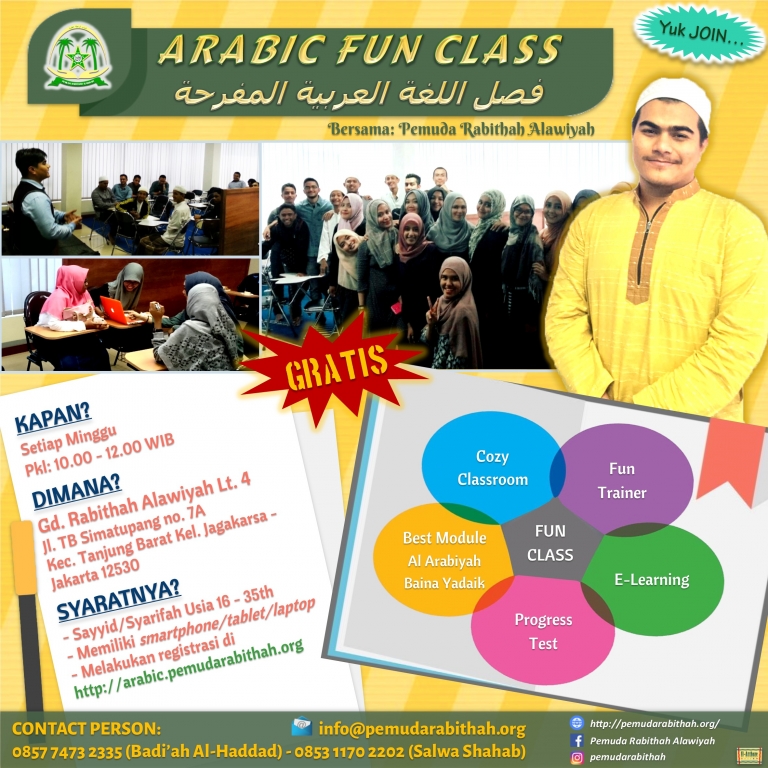 ARABIC FUN CLASS
فصل اللغة العربية المفرحة
Bersama: Pemuda Rabithah Alawiyah
Yuk JOIN...
GRATIS
KAPAN?
Setiap Minggu
Pkl: 10.00 - 12.00 WIB
DIMANA?
Gd. Rabithah Alawiyah Lt. 4
Jl. TB Simatupang no. 7A
Kec. Tanjung Barat Kel. Jagakarsa -
Jakarta 12530
SYARATNYA?
- Sayyid/Syarifah Usia 16 - 35th
- Memiliki smartphone/tablet/laptop
- Melakukan registrasi di
http://arabic.pemudarabithah.org
Cozy
Classroom
Fun
Trainer
Best Module
Al Arabiyah
Baina Yadaik
FUN
CLASS
E-Learning
Progress
Test
CONTACT PERSON:
0857 7473 2335 (Badi’ah Al-Haddad) - 0853 1170 2202 (Salwa Shahab)
info@pemudarabithah.org
http://pemudarabithah.org/
Pemuda Rabithah Alawiyah
pemudarabithah